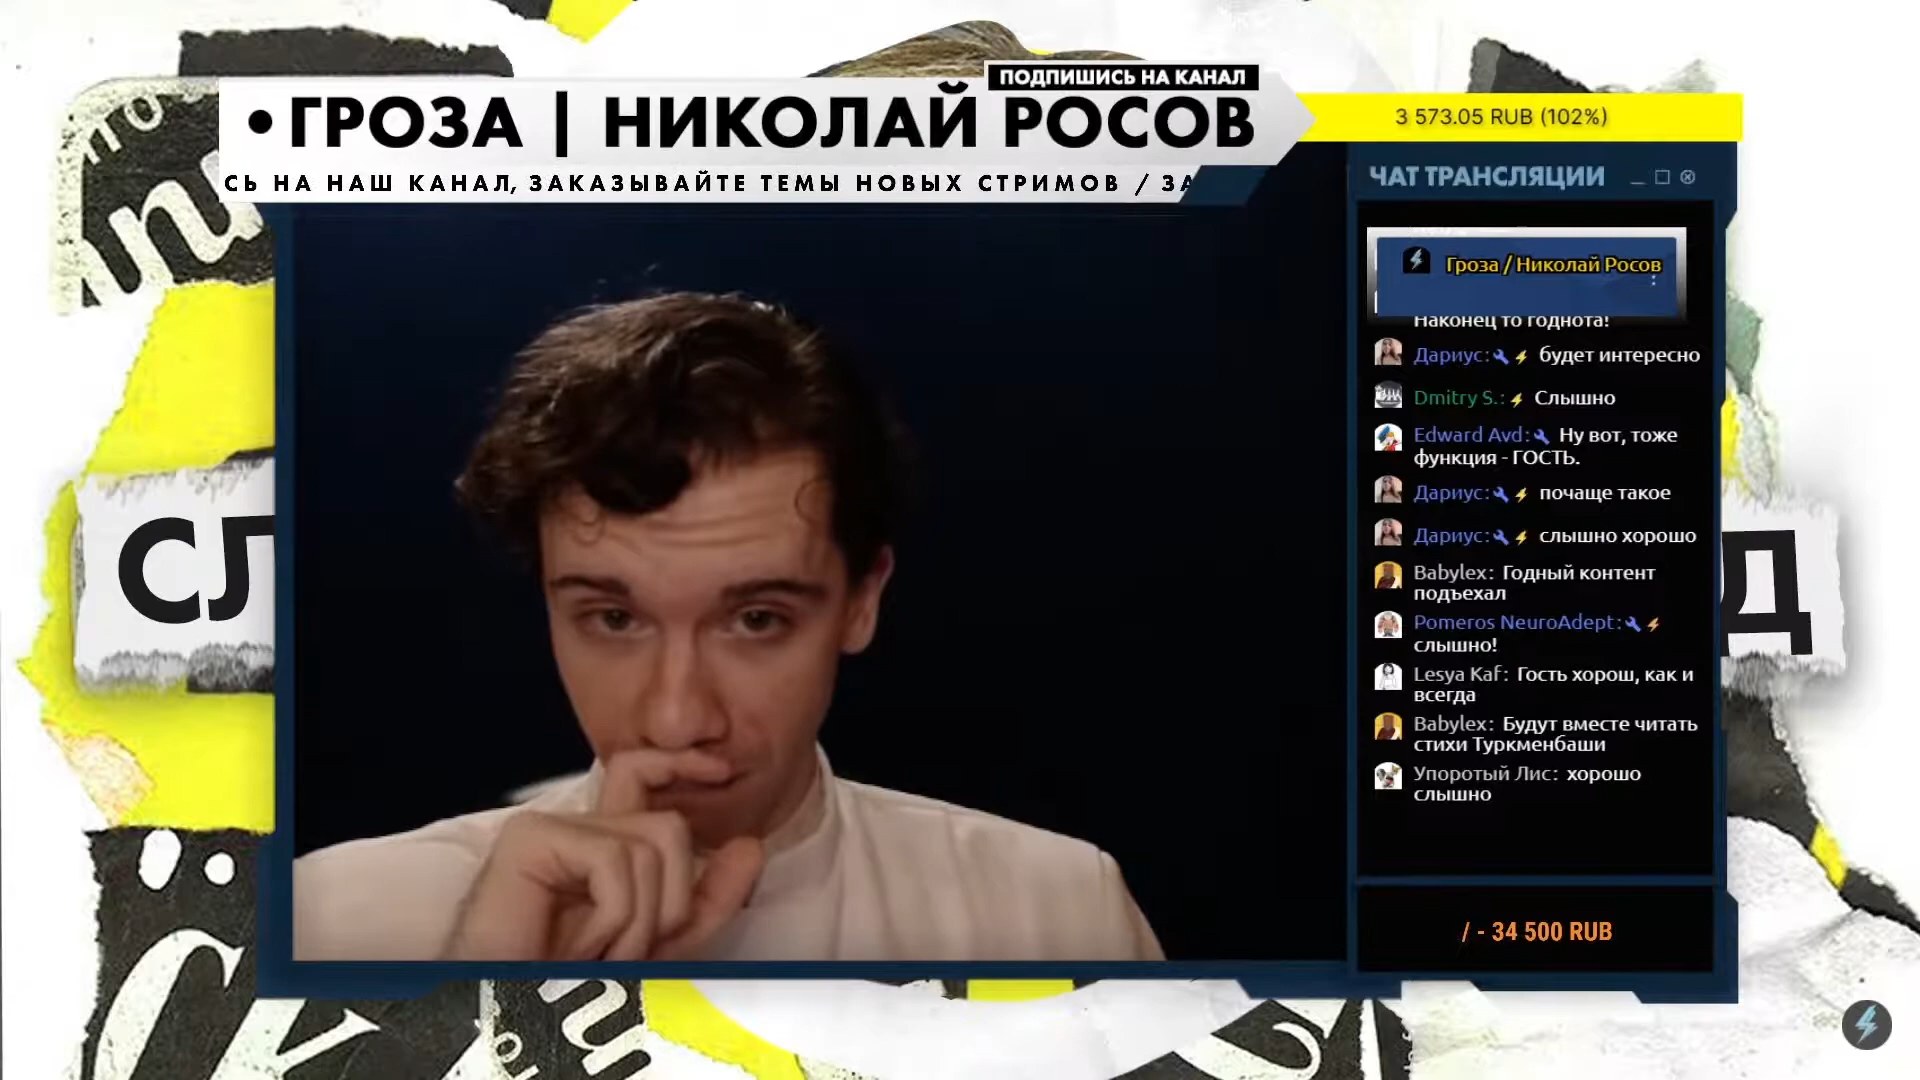 ПОДПИШИСЬ НА КАНАЛ
• ГРОЗА | НИКОЛАЙ РОСОВ
3 573.05 RUB (102%)
СЬ НА НАШ КАНАЛ, ЗАКАЗЫВАЙТЕ ТЕМЫ НОВЫХ СТРИМОВ / ЗА
ЧАТ ТРАНСЛЯЦИИ
Гроза / Николай Росов
Наконец то годнота!
Дариус: будет интересно
Dmitry S.: Слышно
Edward Avd: Ну вот, тоже
функция - ГОСТЬ.
Дариус: почаще такое
Дариус: слышно хорошо
Babylex: Годный контент
подъехал
Pomeros NeuroAdept:
слышно!
Lesya Kaf: Гость хорош, как и
всегда
Babylex: Будут вместе читать
стихи Туркменбаши
Упоротый Лис: хорошо
слышно
/ - 34 500 RUB
СЛ
Д